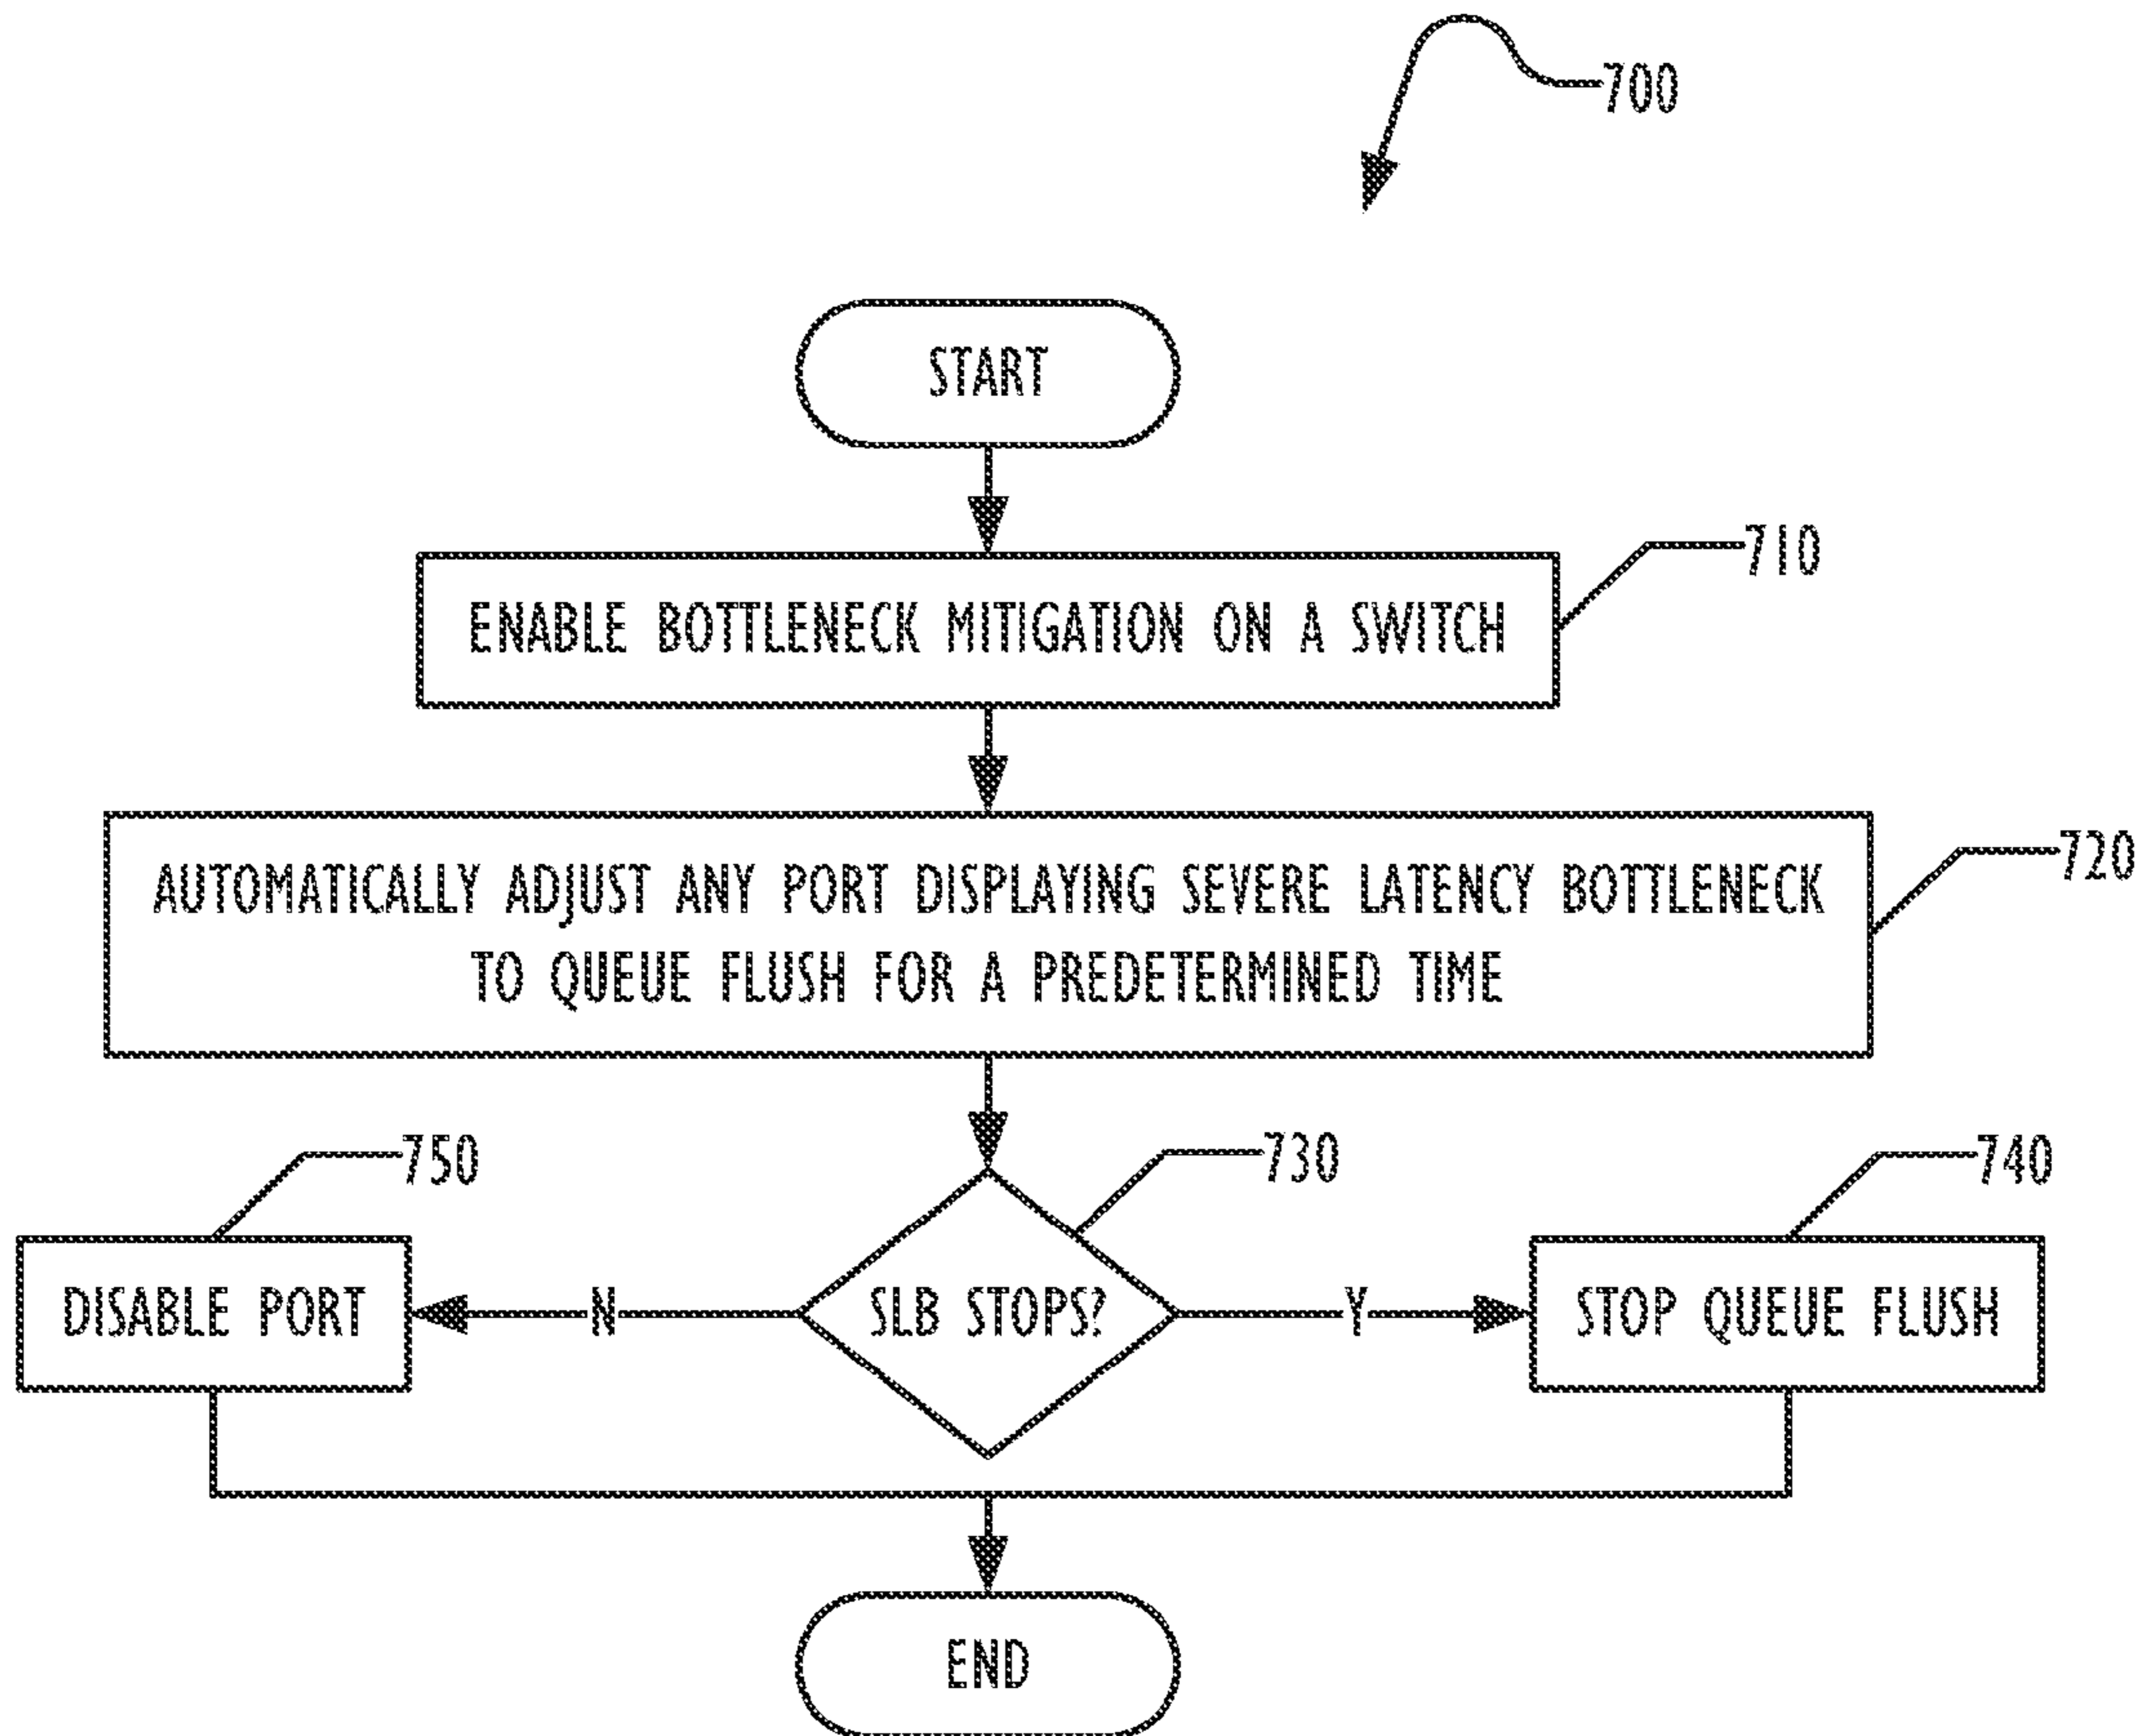 700
START
710
ENABLE BOTTLENECK MITIGATION ON A SWITCH
720
AUTOMATICALLY ADJUST ANY PORT DISPLAYING SEVERE LATENCY BOTTLENECK
TO QUEUE FLUSH FOR A PREDETERMINED TIME
750
730
740
DISABLE PORT
N
SLB STOPS?
Y
STOP QUEUE FLUSH
END